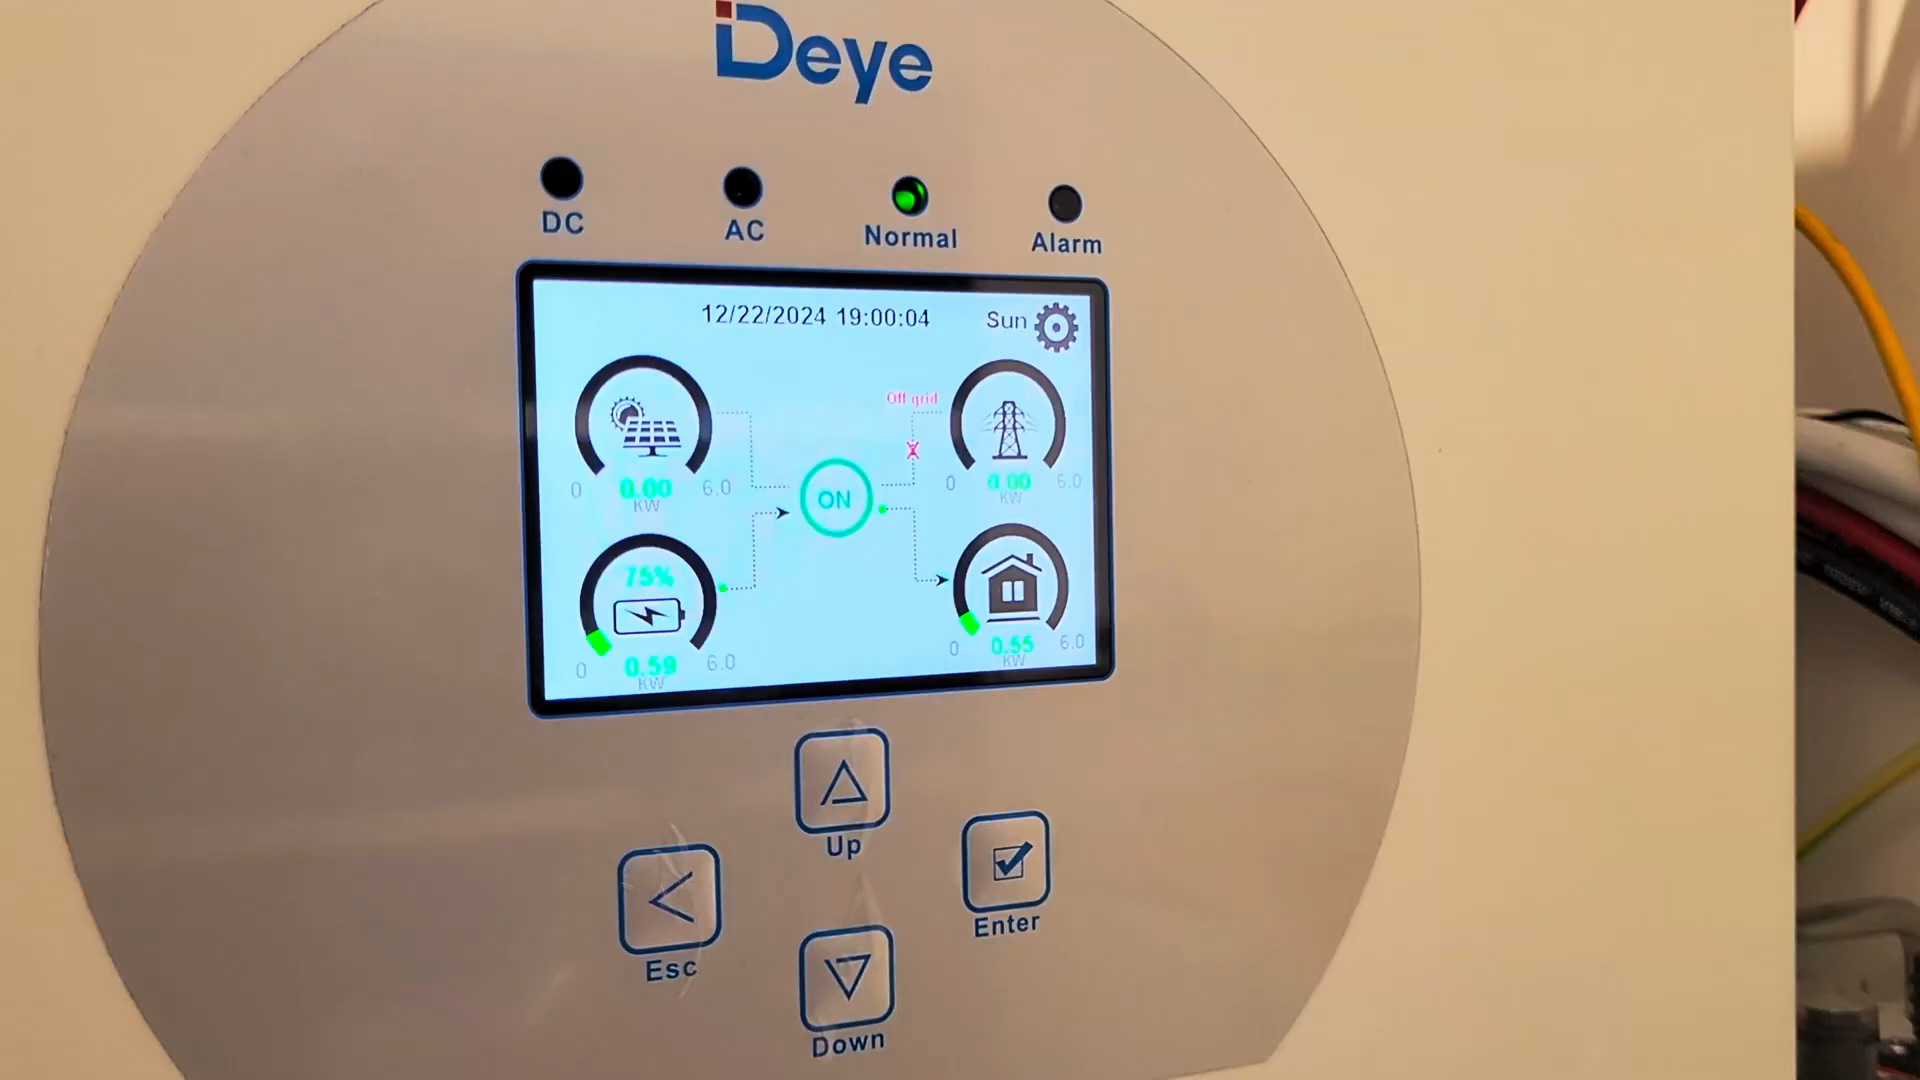 Deye
DC AC Normal Alarm
12/22/2024 19:00:04 Sun
Off grid
0 0.00 6.0
KW
0 0.00 6.0
KW
ON
75%
0 0.59 6.0
KW
0 0.55 6.0
KW
Up
Esc
Enter
Down